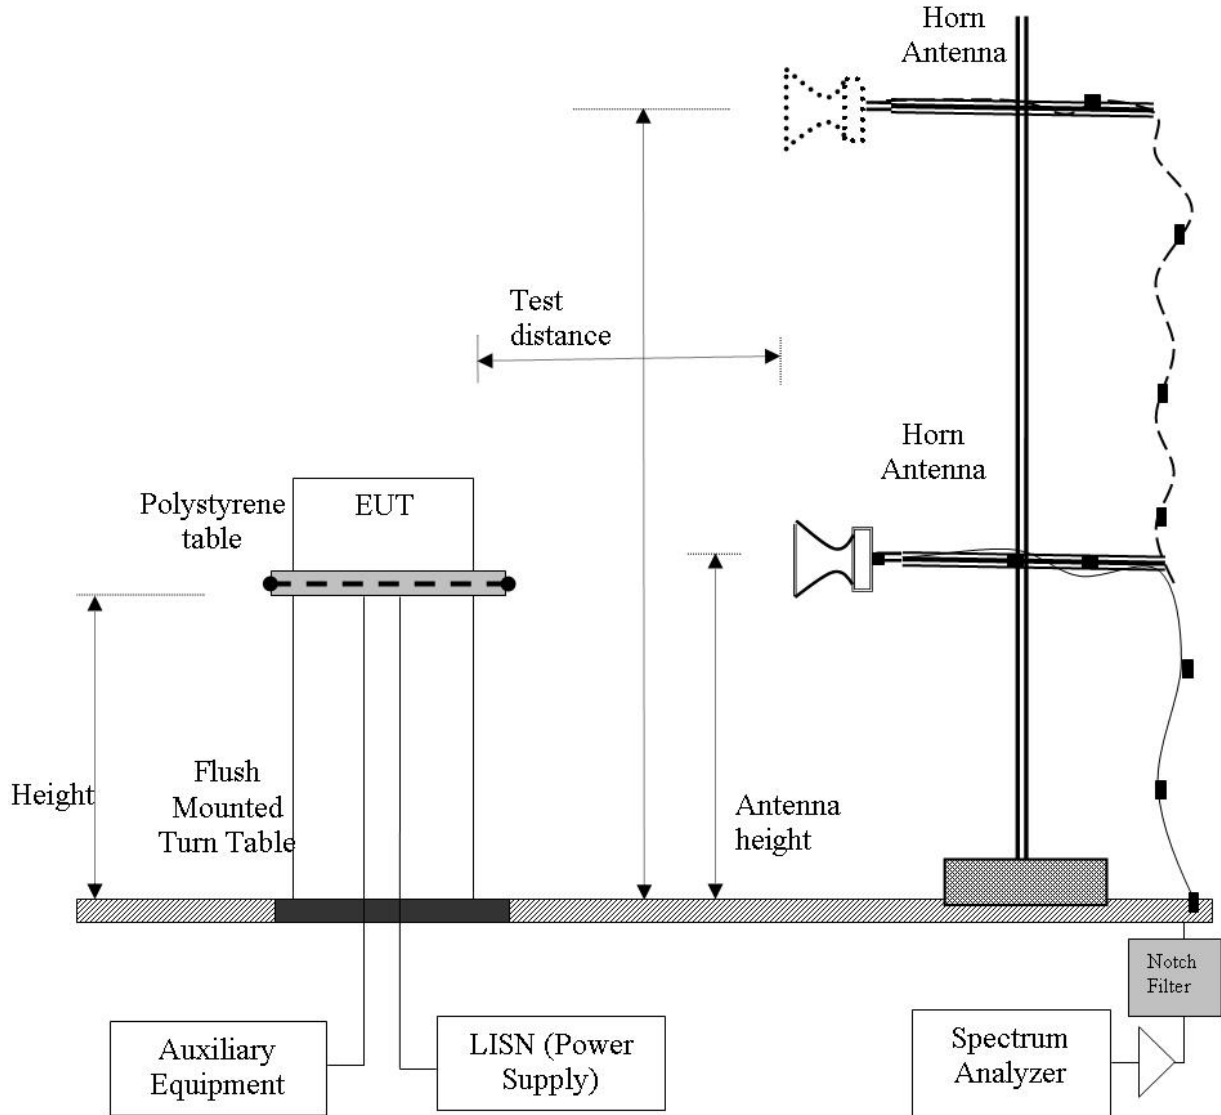 Horn
Antenna
Test
distance
Horn
Antenna
Polystyrene
table
EUT
Height
Flush
Mounted
Turn Table
Antenna
height
Notch
Filter
Auxiliary
Equipment
LISN (Power
Supply)
Spectrum
Analyzer